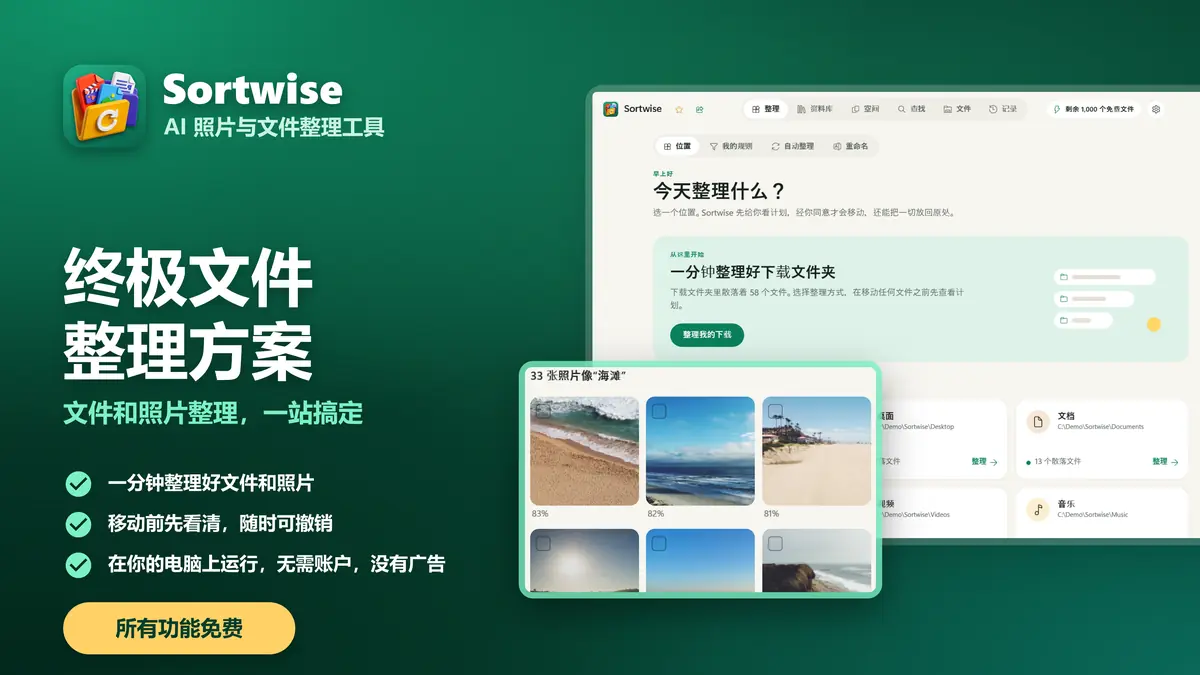 Sortwise
AI 照片与文件整理工具
终极文件
整理方案
文件和照片整理，一站搞定
一分钟整理好文件和照片
移动前先看清，随时可撤销
在你的电脑上运行，无需账户，没有广告
所有功能免费
Sortwise
整理
资料库
空间
查找
文件
记录
剩余 1,000 个免费文件
位置
我的规则
自动整理
重命名
早上好
今天整理什么？
选一个位置。Sortwise 先给你看计划，经你同意才会移动，还能把一切放回原处。
从这里开始
一分钟整理好下载文件夹
下载文件夹里散落着 58 个文件。选择整理方式，在移动任何文件之前先查看计
划。
整理我的下载
33 张照片像“海滩”
83%
82%
81%
桌面
\Demo\Sortwise\Desktop
落文件
整理
文档
C:\Demo\Sortwise\Documents
13 个散落文件
整理
视频
\Demo\Sortwise\Videos
音乐
C:\Demo\Sortwise\Music